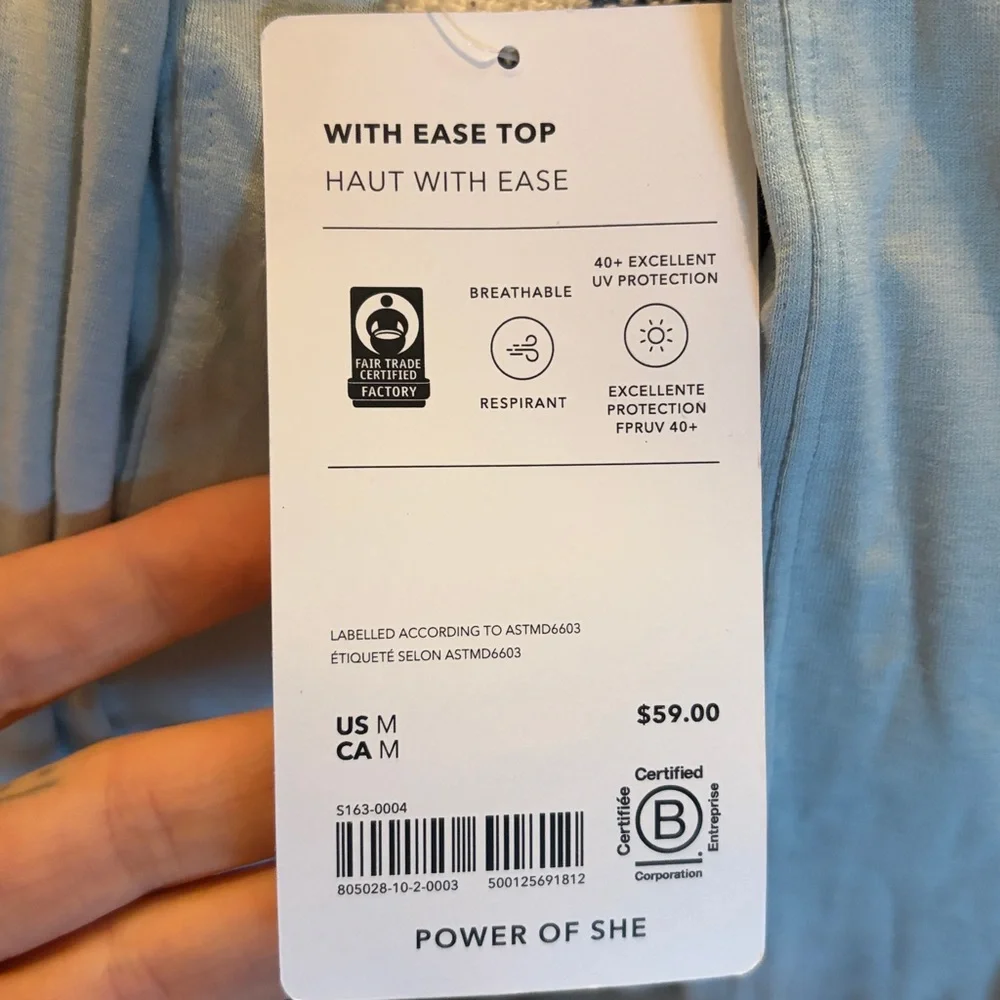 WITH EASE TOP
HAUT WITH EASE
FAIR TRADE
CERTIFIED
FACTORY
BREATHABLE
RESPIRANT
40+ EXCELLENT
UV PROTECTION
EXCELLENTE
PROTECTION
FPRUV 40+
LABELLED ACCORDING TO ASTMD6603
ÉTIQUETÉ SELON ASTMD6603
US M
CA M
$59.00
S163-0004
805028-10-2-0003
500125691812
Certified
Certifiée
B
Entreprise
Corporation
POWER OF SHE